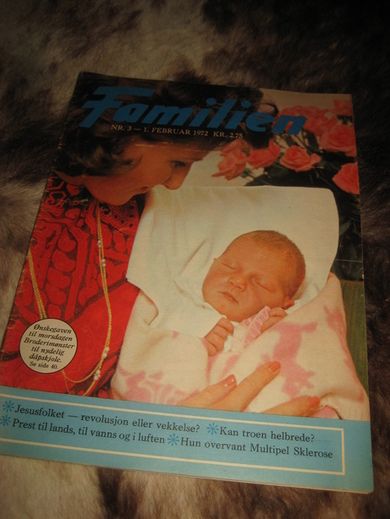 Familien
NR. 3 — 1. FEBRUAR 1972 KR. 2.75
Ønskegaven
til morsdagen
Broderimønster
til nydelig
dåpskjole.
Se side 40.
*Jesusfolket — revolusjon eller vekkelse? *Kan troen helbrede?
*Prest til lands, til vanns og i luften *Hun overvant Multipel Sklerose